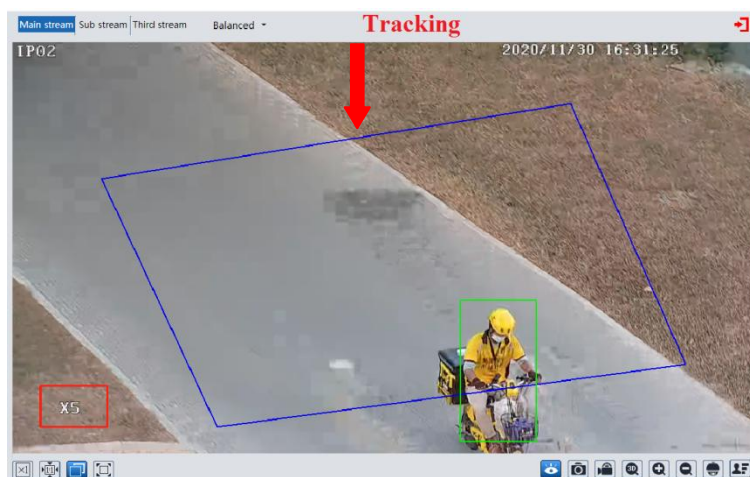 Main stream Sub stream Third stream Balanced Tracking
IP02 2020/11/30 16:31:25
X5